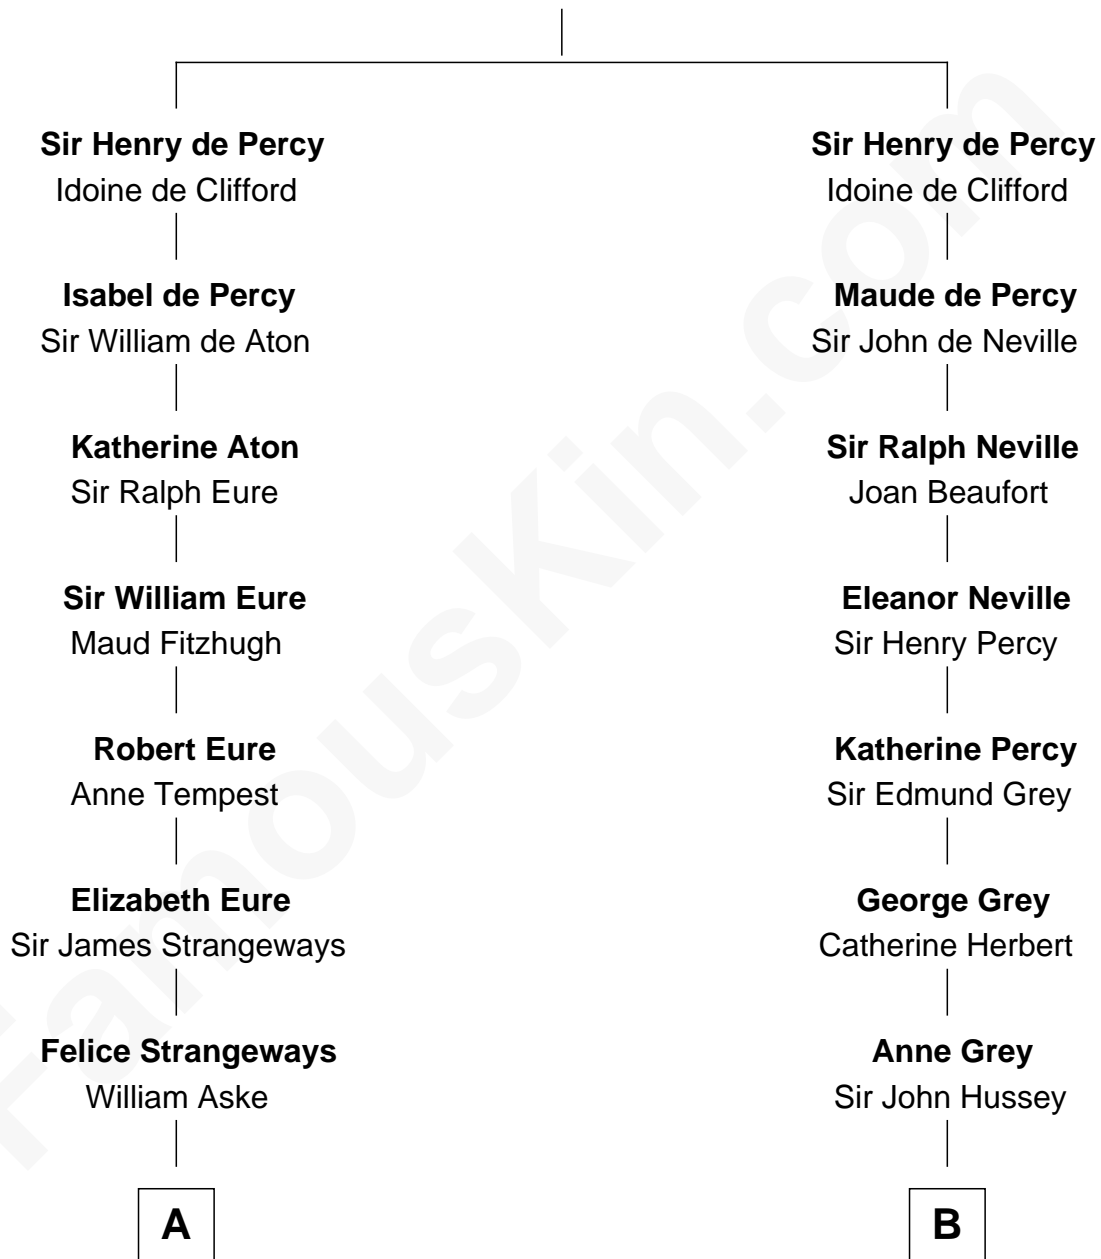 Sir Henry de Percy
Idoine de Clifford
Isabel de Percy
Sir William de Aton
Katherine Aton
Sir Ralph Eure
Sir William Eure
Maud Fitzhugh
Robert Eure
Anne Tempest
Elizabeth Eure
Sir James Strangeways
Felice Strangeways
William Aske
A
Sir Henry de Percy
Idoine de Clifford
Maude de Percy
Sir John de Neville
Sir Ralph Neville
Joan Beaufort
Eleanor Neville
Sir Henry Percy
Katherine Percy
Sir Edmund Grey
George Grey
Catherine Herbert
Anne Grey
Sir John Hussey
B
FamousKin.com